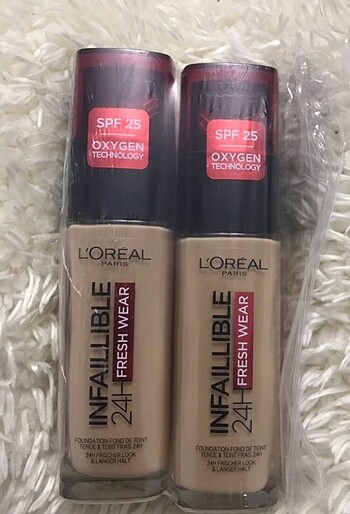 SPF 25
OXYGEN
TECHNOLOGY
L'ORÉAL
PARIS
INFAILLIBLE
24H FRESH WEAR
FOUNDATION-FOND DE TEINT
TENUE & TEINT FRAIS 24H
24H FRISCHER LOOK
& LANGER HALT
SPF 25
OXYGEN
TECHNOLOGY
L'ORÉAL
PARIS
INFAILLIBLE
24H FRESH WEAR
FOUNDATION-FOND DE TEINT
TENUE & TEINT FRAIS 24H
24H FRISCHER LOOK
& LANGER HALT